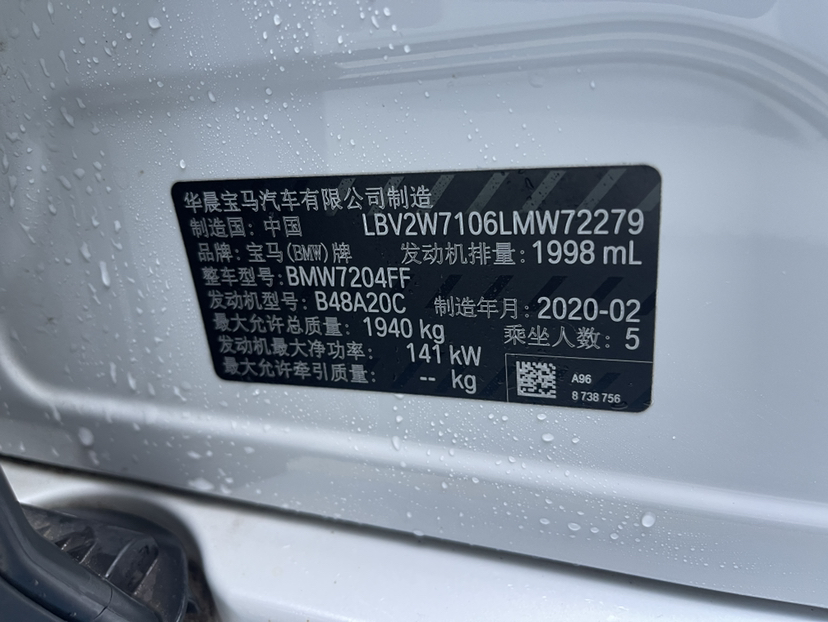 华晨宝马汽车有限公司制造
制造国: 中国 LBV2W7106LMW72279
品牌: 宝马(BMW)牌 发动机排量: 1998 mL
整车型号: BMW7204FF
发动机型号: B48A20C 制造年月: 2020-02
最大允许总质量: 1940 kg 乘坐人数: 5
发动机最大净功率: 141 kW
最大允许牵引质量: -- kg
A96
8 738 756